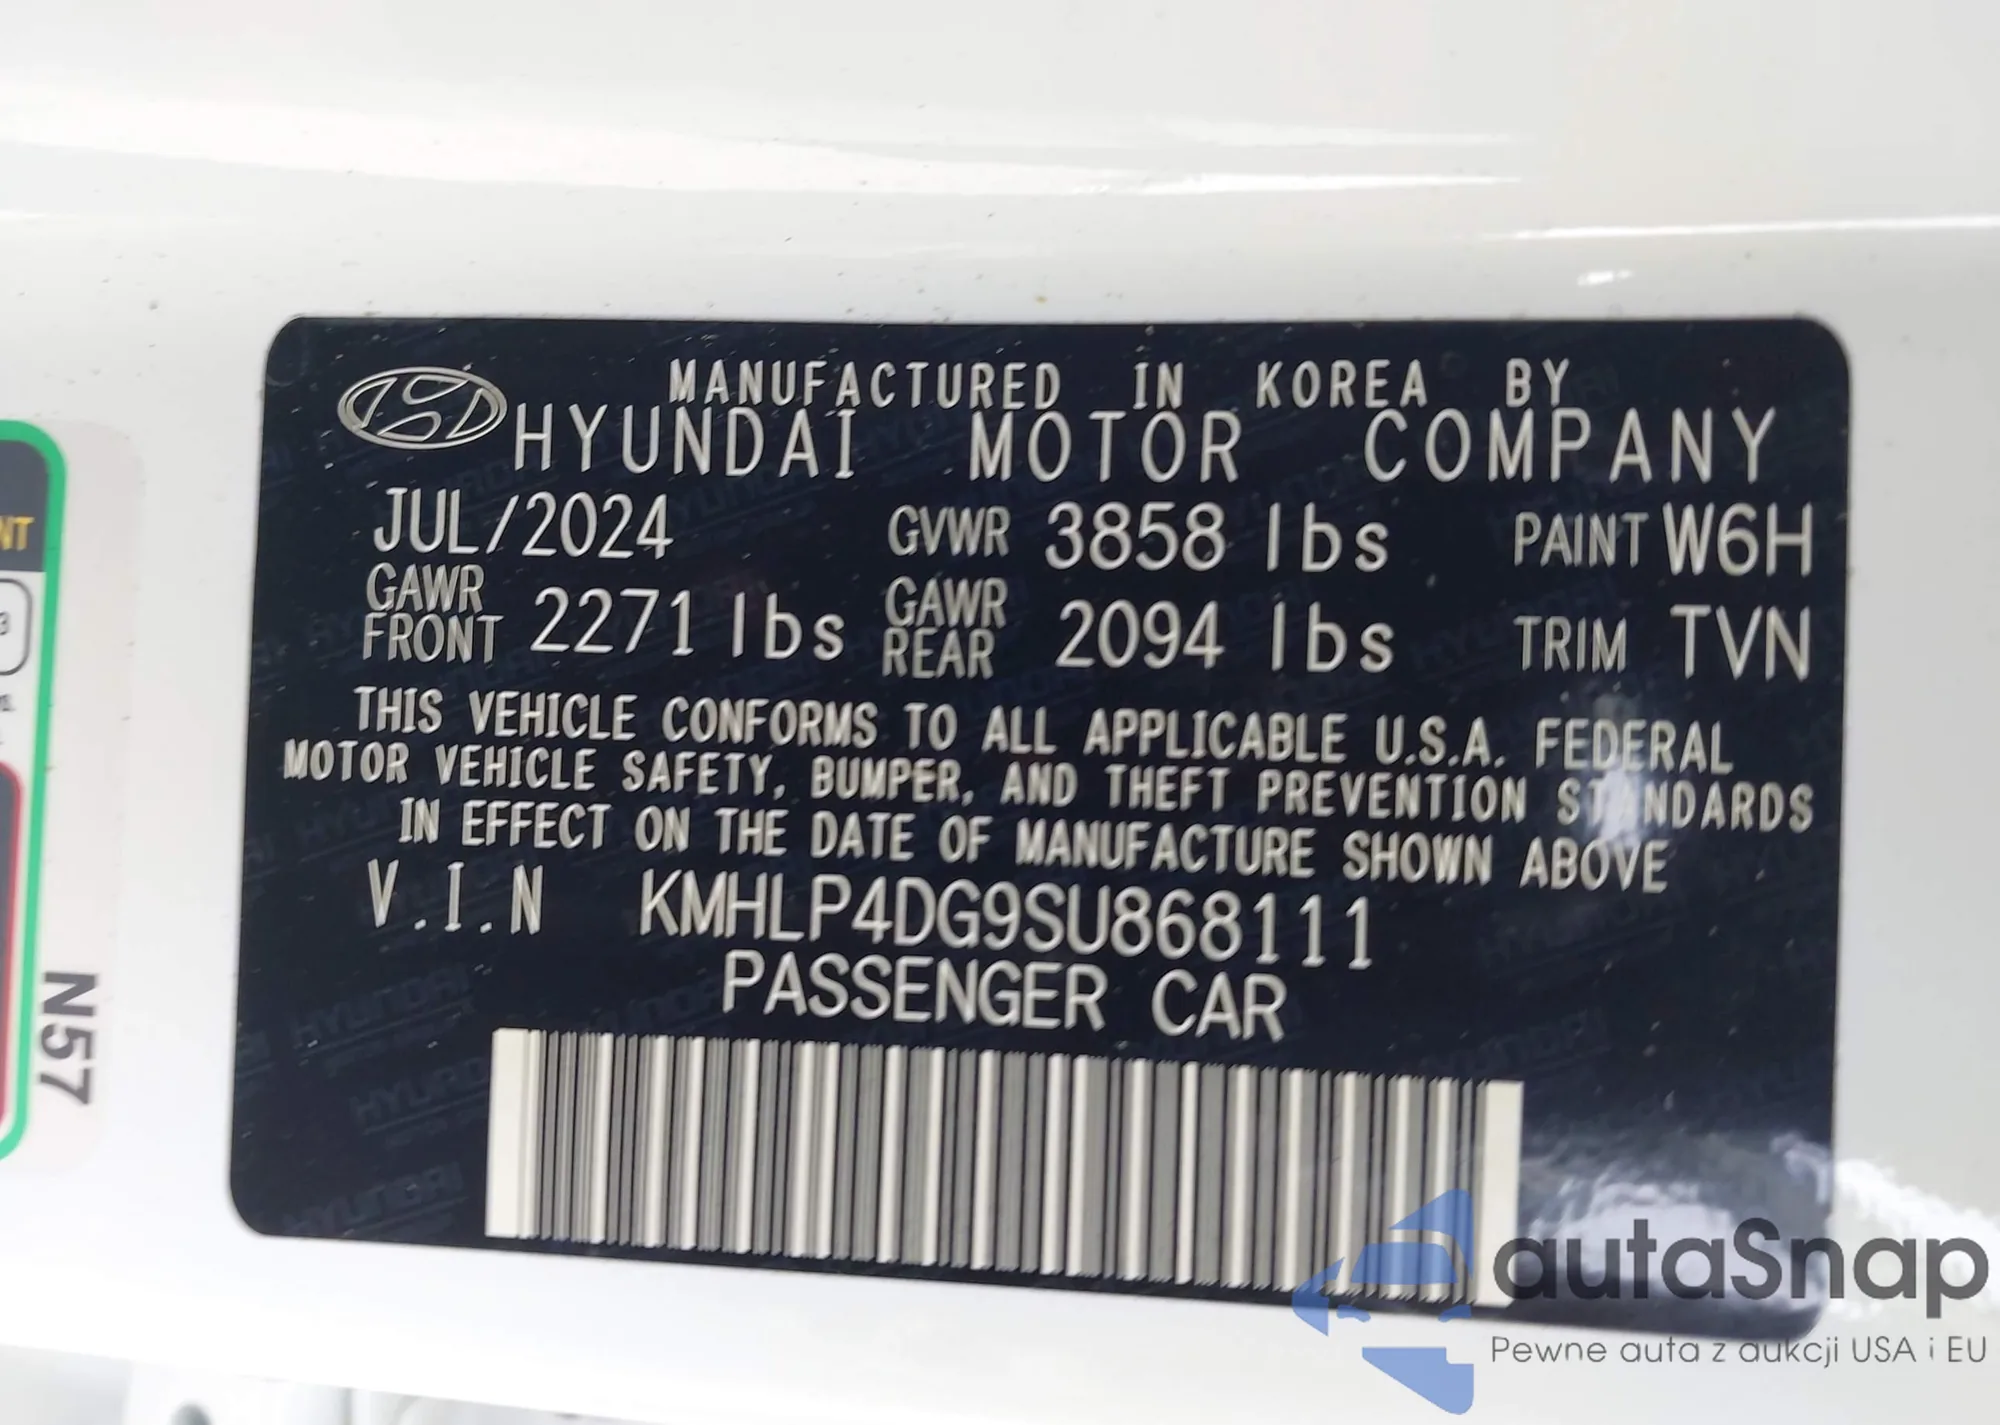 MANUFACTURED IN KOREA BY
HYUNDAI MOTOR COMPANY
JUL/2024 GVWR 3858 lbs PAINT W6H
GAWR FRONT 2271 lbs GAWR REAR 2094 lbs TRIM TVN
THIS VEHICLE CONFORMS TO ALL APPLICABLE U.S.A. FEDERAL
MOTOR VEHICLE SAFETY, BUMPER, AND THEFT PREVENTION STANDARDS
IN EFFECT ON THE DATE OF MANUFACTURE SHOWN ABOVE
V.I.N KMHLP4DG9SU868111
PASSENGER CAR
NT
3
N57
autaSnap
Pewne auta z aukcji USA i EU